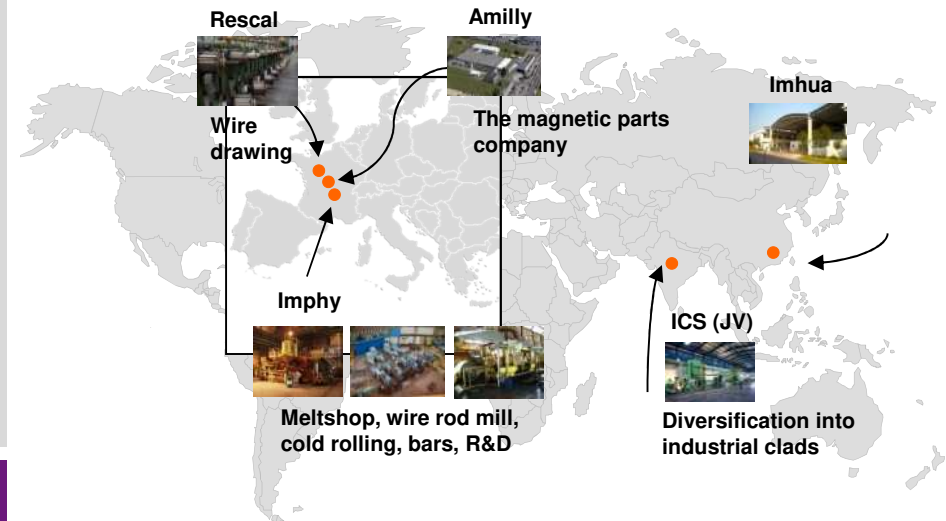 Rescal
Amilly
Imhua
Wire
drawing
The magnetic parts
company
Imphy
ICS (JV)
Meltshop, wire rod mill,
cold rolling, bars, R&D
Diversification into
industrial clads